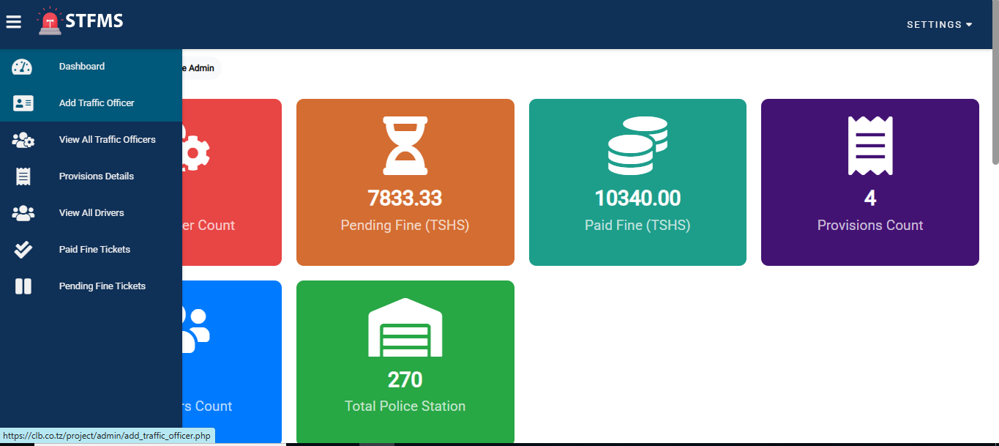 STFMS
SETTINGS
Dashboard
Add Traffic Officer
View All Traffic Officers
Provisions Details
View All Drivers
Paid Fine Tickets
Pending Fine Tickets
e Admin
er Count
7833.33
Pending Fine (TSHS)
10340.00
Paid Fine (TSHS)
4
Provisions Count
rs Count
270
Total Police Station
https://clb.co.tz/project/admin/add_traffic_officer.php